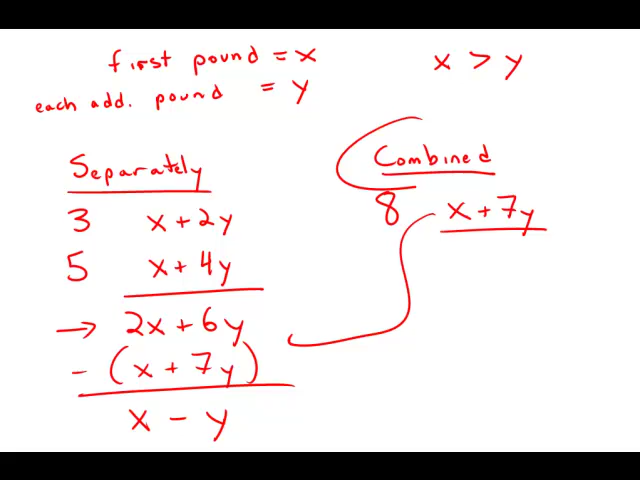 first pound = x
x > y
each add. pound = y
Separately
Combined
3 x + 2y
8 x + 7y
5 x + 4y
→ 2x + 6y
- (x + 7y)
x - y